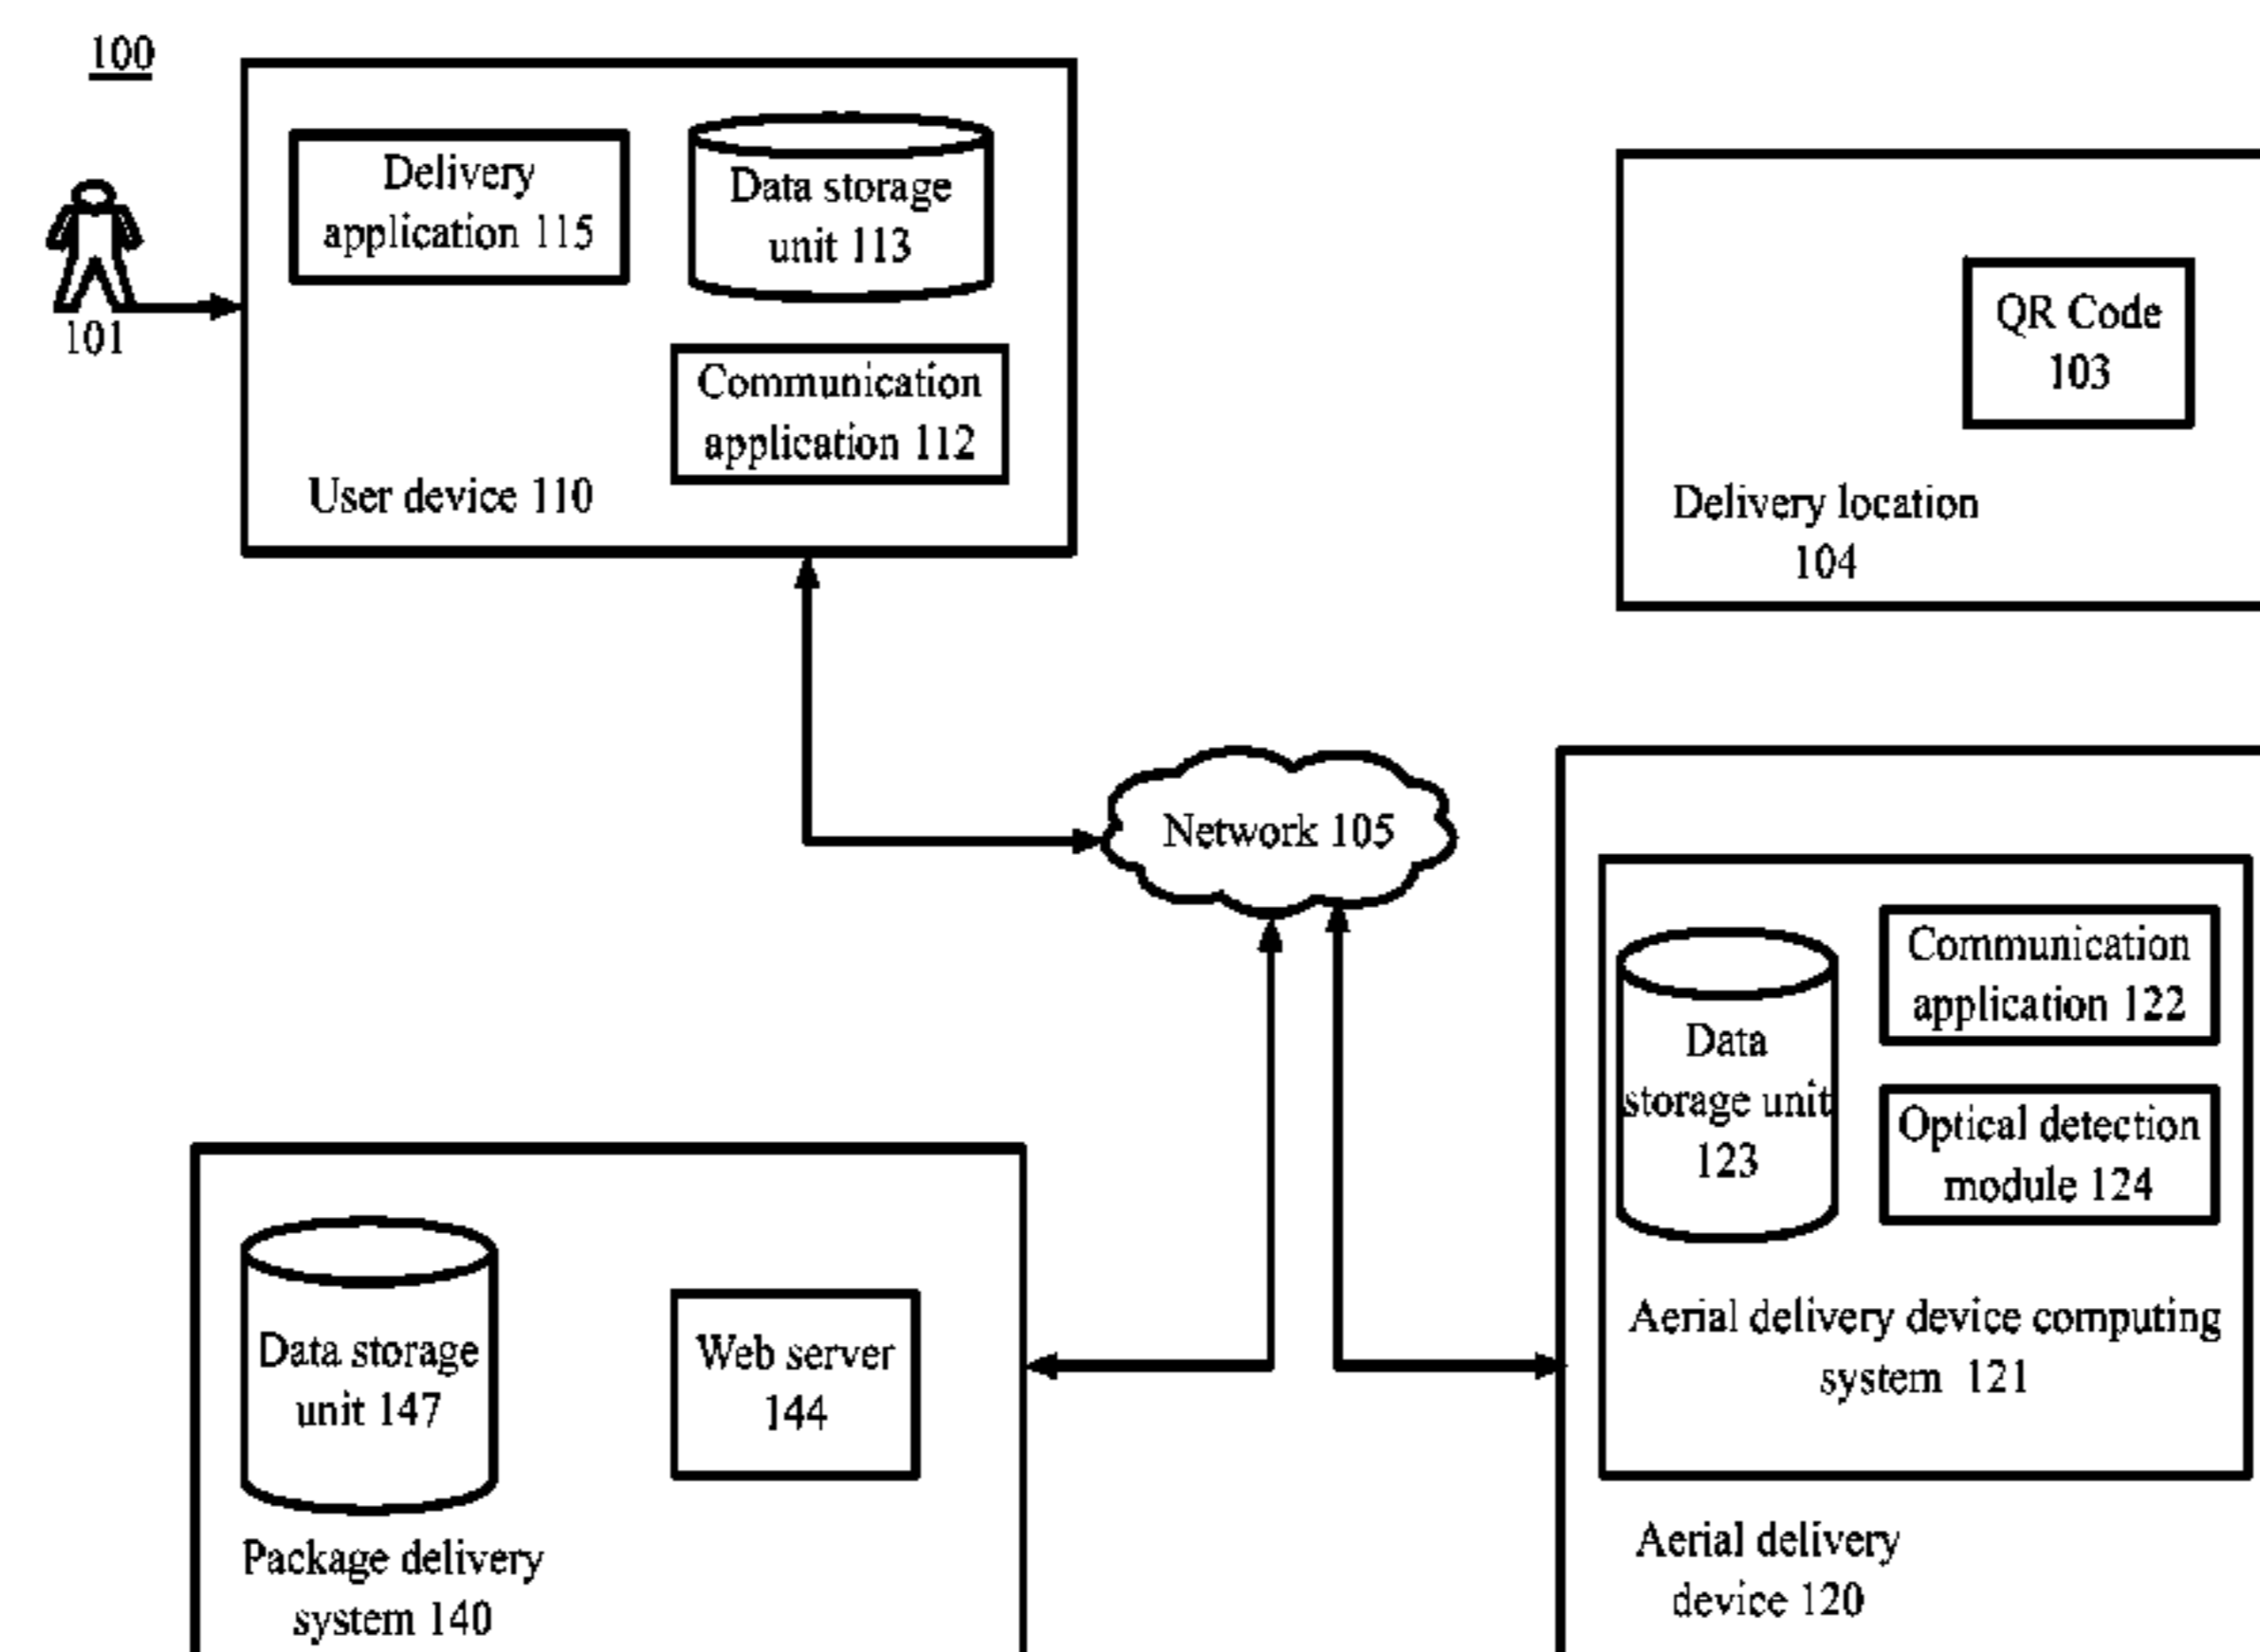 100
101
Delivery
application 115
Data storage
unit 113
Communication
application 112
User device 110
QR Code
103
Delivery location
104
Network 105
Communication
application 122
Data
storage unit
123
Optical detection
module 124
Aerial delivery device computing
system 121
Aerial delivery
device 120
Data storage
unit 147
Web server
144
Package delivery
system 140